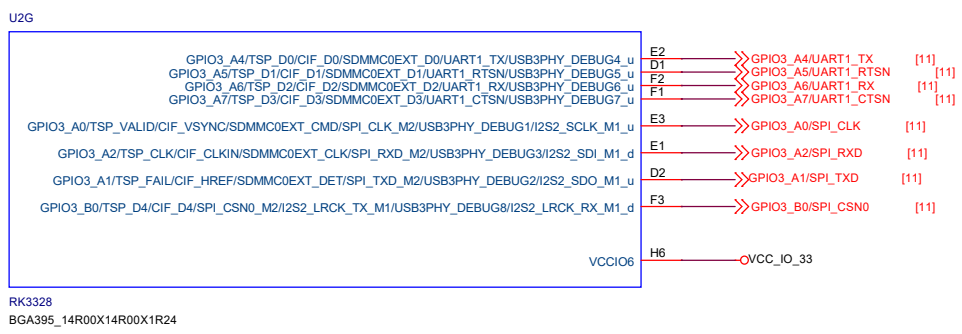 U2G
GPIO3_A4/TSP_D0/CIF_D0/SDMMC0EXT_D0/UART1_TX/USB3PHY_DEBUG4_u E2 GPIO3_A4/UART1_TX [11]
GPIO3_A5/TSP_D1/CIF_D1/SDMMC0EXT_D1/UART1_RTSN/USB3PHY_DEBUG5_u D1 GPIO3_A5/UART1_RTSN [11]
GPIO3_A6/TSP_D2/CIF_D2/SDMMC0EXT_D2/UART1_RX/USB3PHY_DEBUG6_u F2 GPIO3_A6/UART1_RX [11]
GPIO3_A7/TSP_D3/CIF_D3/SDMMC0EXT_D3/UART1_CTSN/USB3PHY_DEBUG7_u F1 GPIO3_A7/UART1_CTSN [11]
GPIO3_A0/TSP_VALID/CIF_VSYNC/SDMMC0EXT_CMD/SPI_CLK_M2/USB3PHY_DEBUG1/I2S2_SCLK_M1_u E3 GPIO3_A0/SPI_CLK [11]
GPIO3_A2/TSP_CLK/CIF_CLKIN/SDMMC0EXT_CLK/SPI_RXD_M2/USB3PHY_DEBUG3/I2S2_SDI_M1_d E1 GPIO3_A2/SPI_RXD [11]
GPIO3_A1/TSP_FAIL/CIF_HREF/SDMMC0EXT_DET/SPI_TXD_M2/USB3PHY_DEBUG2/I2S2_SDO_M1_u D2 GPIO3_A1/SPI_TXD [11]
GPIO3_B0/TSP_D4/CIF_D4/SPI_CSN0_M2/I2S2_LRCK_TX_M1/USB3PHY_DEBUG8/I2S2_LRCK_RX_M1_d F3 GPIO3_B0/SPI_CSN0 [11]
VCCIO6 H6 VCC_IO_33
RK3328
BGA395_14R00X14R00X1R24